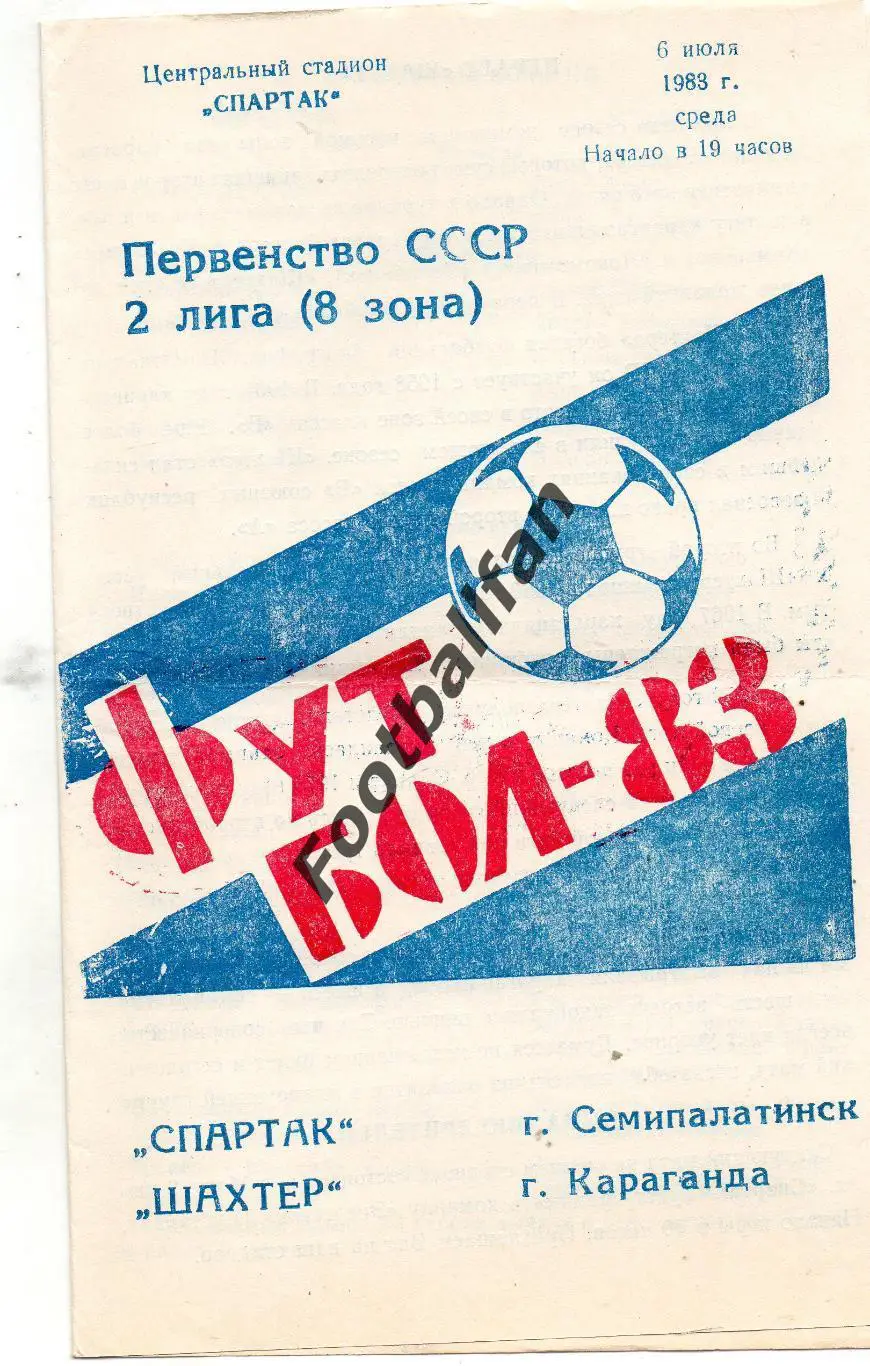 Центральный стадион
„СПАРТАК“
6 июля
1983 г.
среда
Начало в 19 часов
Первенство СССР
2 лига (8 зона)
ФУТ
БОЛ-83
Footballfan
„СПАРТАК“ г. Семипалатинск
„ШАХТЕР“ г. Караганда